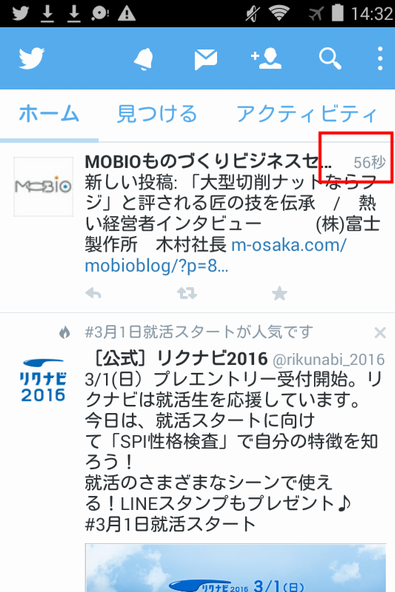 14:32
ホーム 見つける アクティビティ
MOBIOものづくりビジネスセ... 56秒
MOBIO
新しい投稿: 「大型切削ナットならフ
ジ」と評される匠の技を伝承 / 熱
い経営者インタビュー (株)富士
製作所 木村社長 m-osaka.com/
mobioblog/?p=8...
#3月1日就活スタートが人気です
［公式］リクナビ2016 @rikunabi_2016
リクナビ
2016
3/1(日）プレエントリー受付開始。リ
クナビは就活生を応援しています。
今日は、就活スタートに向け
て「SPI性格検査」で自分の特徴を知
ろう！
就活のさまざまなシーンで使え
る！LINEスタンプもプレゼント♪
#3月1日就活スタート
リクナビ2016 3/1(日)